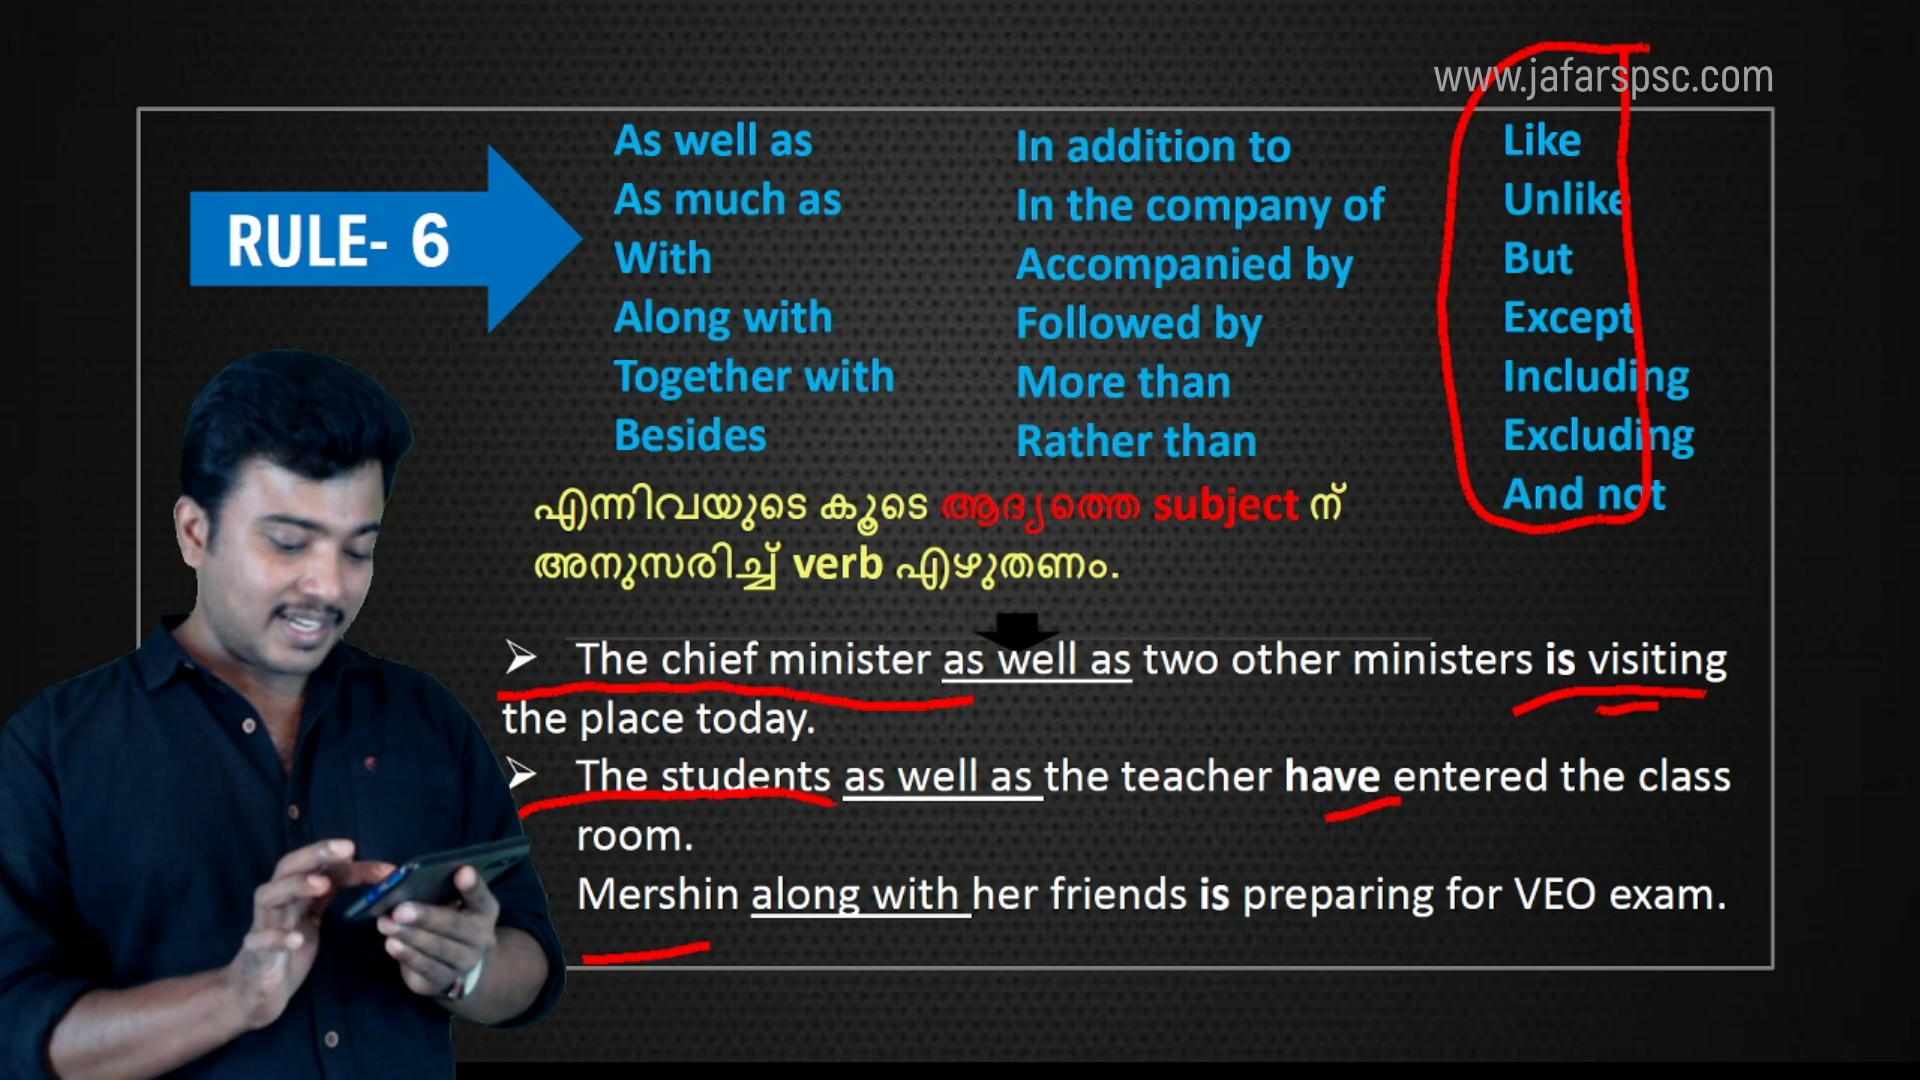 www.jafarspsc.com
RULE- 6
As well as
As much as
With
Along with
Together with
Besides
In addition to
In the company of
Accompanied by
Followed by
More than
Rather than
Like
Unlike
But
Except
Including
Excluding
And not
എന്നിവയുടെ കൂടെ ആദ്യത്തെ subject ന്
അനുസരിച്ച് verb എഴുതണം.
➢ The chief minister as well as two other ministers is visiting
the place today.
➢ The students as well as the teacher have entered the class
room.
Mershin along with her friends is preparing for VEO exam.